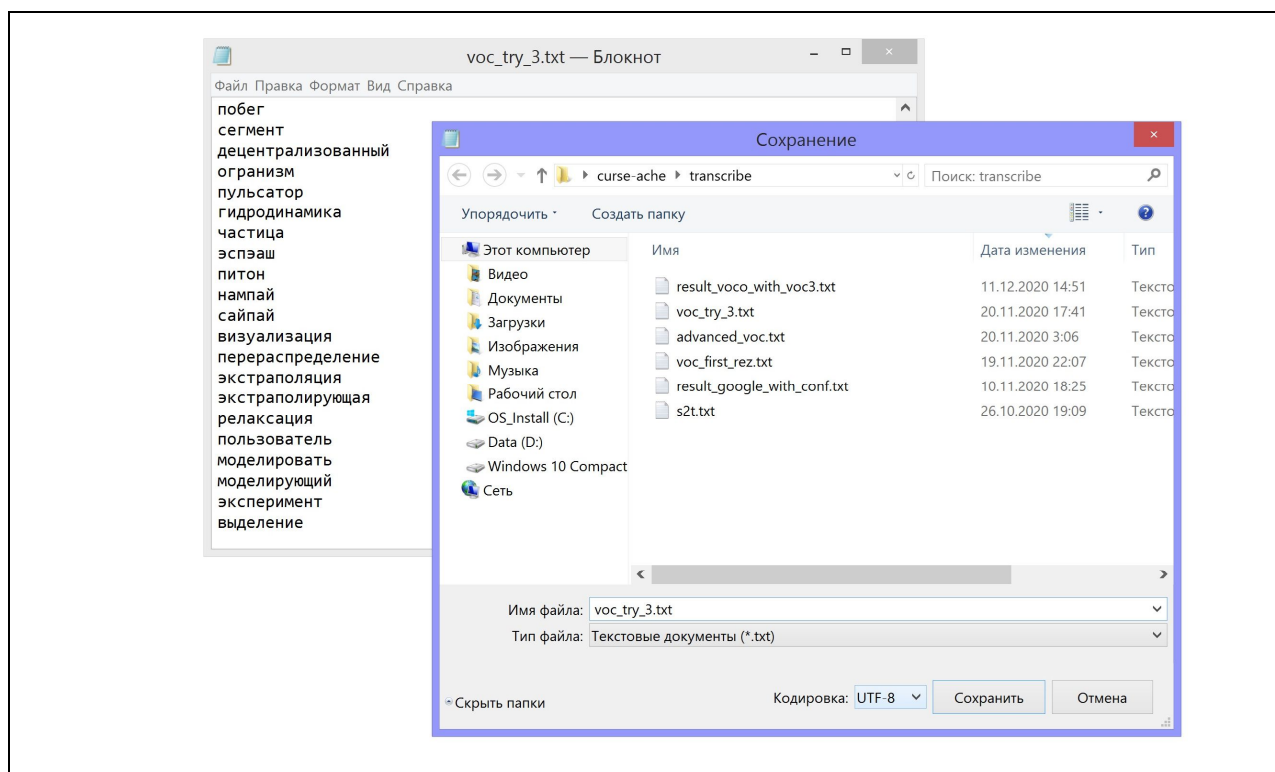 voc_try_3.txt — Блокнот
Файл Правка Формат Вид Справка
побег
сегмент
децентрализованный
огранизм
пульсатор
гидродинамика
частица
эспэаш
питон
нампай
сайпай
визуализация
перераспределение
экстраполяция
экстраполирующая
релаксация
пользователь
моделировать
моделирующий
эксперимент
выделение
Сохранение
curse-ache transcribe
Поиск: transcribe
Упорядочить Создать папку
Этот компьютер
Видео
Документы
Загрузки
Изображения
Музыка
Рабочий стол
OS_Install (C:)
Data (D:)
Windows 10 Compact
Сеть
Имя Дата изменения Тип
result_voco_with_voc3.txt 11.12.2020 14:51 Тексто
voc_try_3.txt 20.11.2020 17:41 Тексто
advanced_voc.txt 20.11.2020 3:06 Тексто
voc_first_rez.txt 19.11.2020 22:07 Тексто
result_google_with_conf.txt 10.11.2020 18:25 Тексто
s2t.txt 26.10.2020 19:09 Тексто
Имя файла: voc_try_3.txt
Тип файла: Текстовые документы (*.txt)
Скрыть папки Кодировка: UTF-8 Сохранить Отмена